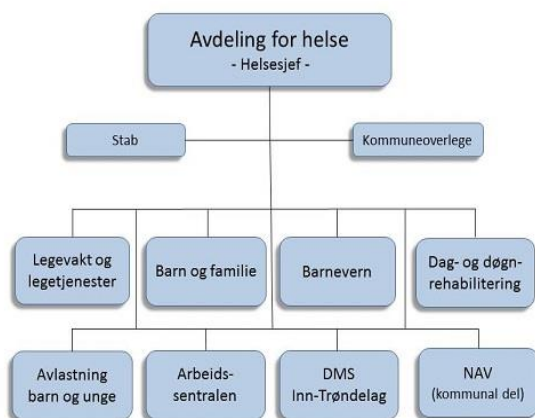 Avdeling for helse
- Helsesjef -
Stab
Kommuneoverlege
Legevakt og
legetjenester
Barn og familie
Barnevern
Dag- og døgn-
rehabilitering
Avlastning
barn og unge
Arbeids-
sentralen
DMS
Inn-Trøndelag
NAV
(kommunal del)